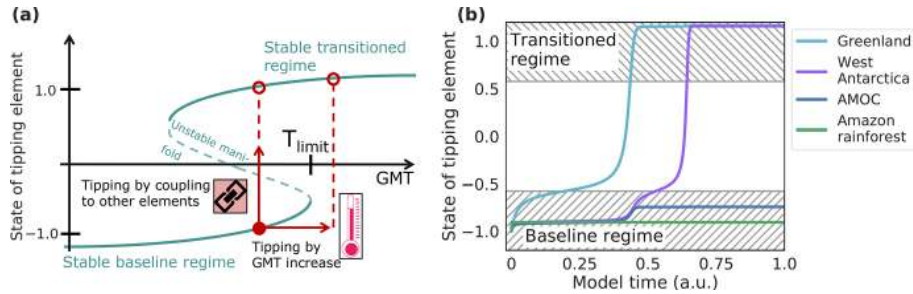 (a)
State of tipping element
1.0
−1.0
Stable transitioned
regime
Unstable mani-
fold
T limit
GMT
Tipping by coupling
to other elements
Tipping by
GMT increase
Stable baseline regime
(b)
State of tipping element
1.0
0.5
0.0
−0.5
−1.0
Transitioned
regime
Baseline regime
0
0.25
0.5
0.75
1.0
Model time (a.u.)
Greenland
West
Antarctica
AMOC
Amazon
rainforest